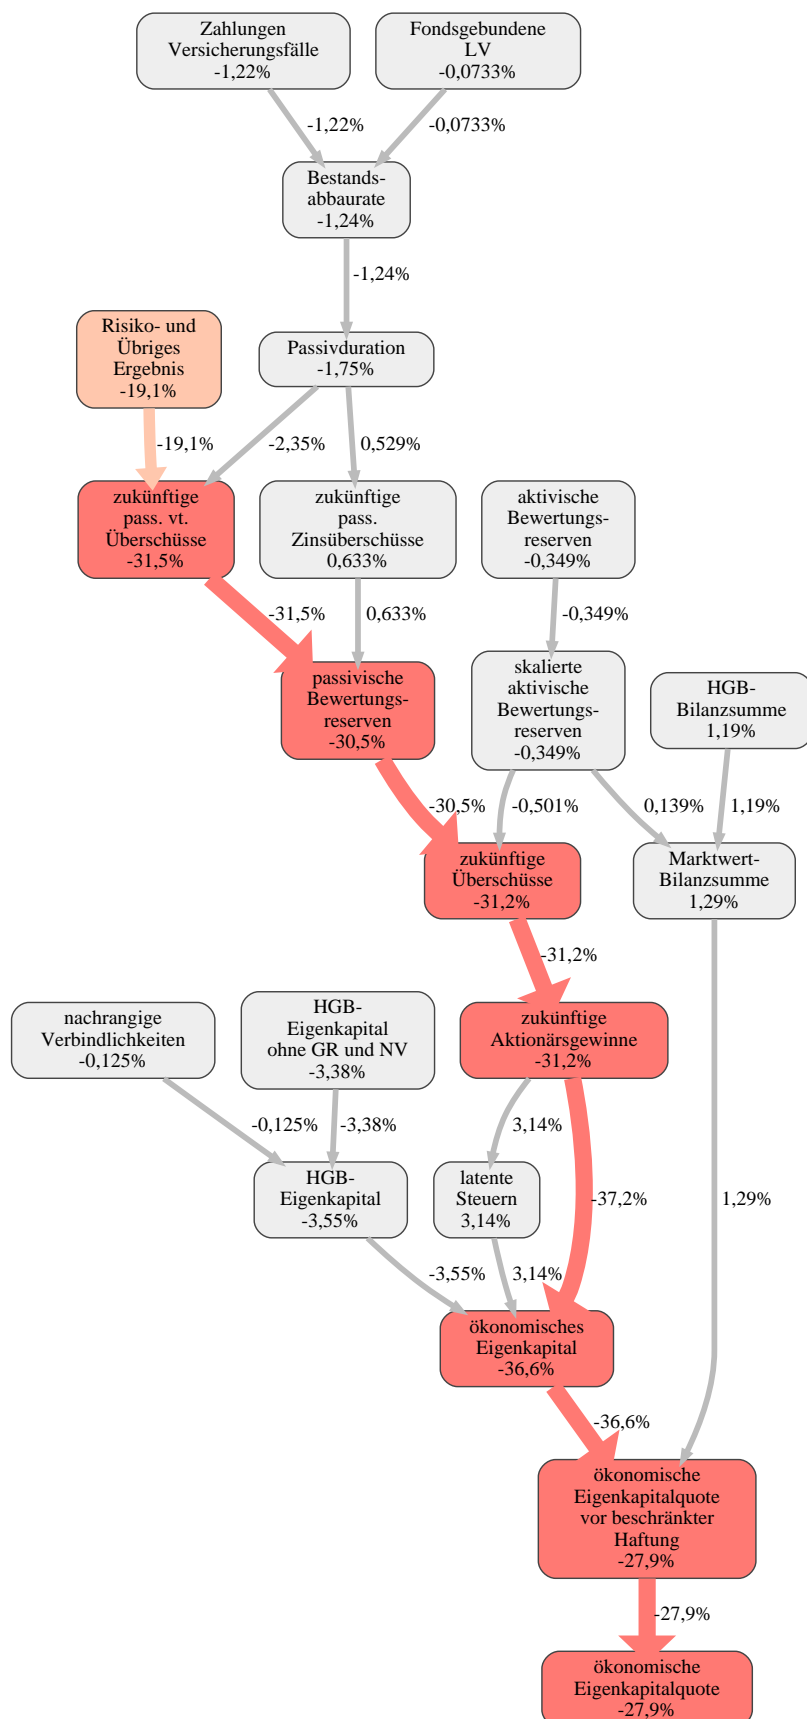 Zahlungen
Versicherungsfälle
-1,22%
Fondsgebundene
LV
-0,0733%
-1,22%
-0,0733%
Bestands-
abbaurate
-1,24%
-1,24%
Risiko- und
Übriges
Ergebnis
-19,1%
Passivduration
-1,75%
-19,1%
-2,35%
0,529%
zukünftige
pass. vt.
Überschüsse
-31,5%
zukünftige
pass.
Zinsüberschüsse
0,633%
aktivische
Bewertungs-
reserven
-0,349%
-31,5%
0,633%
-0,349%
passivische
Bewertungs-
reserven
-30,5%
skalierte
aktivische
Bewertungs-
reserven
-0,349%
HGB-
Bilanzsumme
1,19%
-30,5%
-0,501%
0,139%
1,19%
zukünftige
Überschüsse
-31,2%
Marktwert-
Bilanzsumme
1,29%
-31,2%
nachrangige
Verbindlichkeiten
-0,125%
HGB-
Eigenkapital
ohne GR und NV
-3,38%
zukünftige
Aktionärsgewinne
-31,2%
-0,125%
-3,38%
3,14%
HGB-
Eigenkapital
-3,55%
latente
Steuern
3,14%
-37,2%
1,29%
-3,55%
3,14%
ökonomisches
Eigenkapital
-36,6%
-36,6%
ökonomische
Eigenkapitalquote
vor beschränkter
Haftung
-27,9%
-27,9%
ökonomische
Eigenkapitalquote
-27,9%